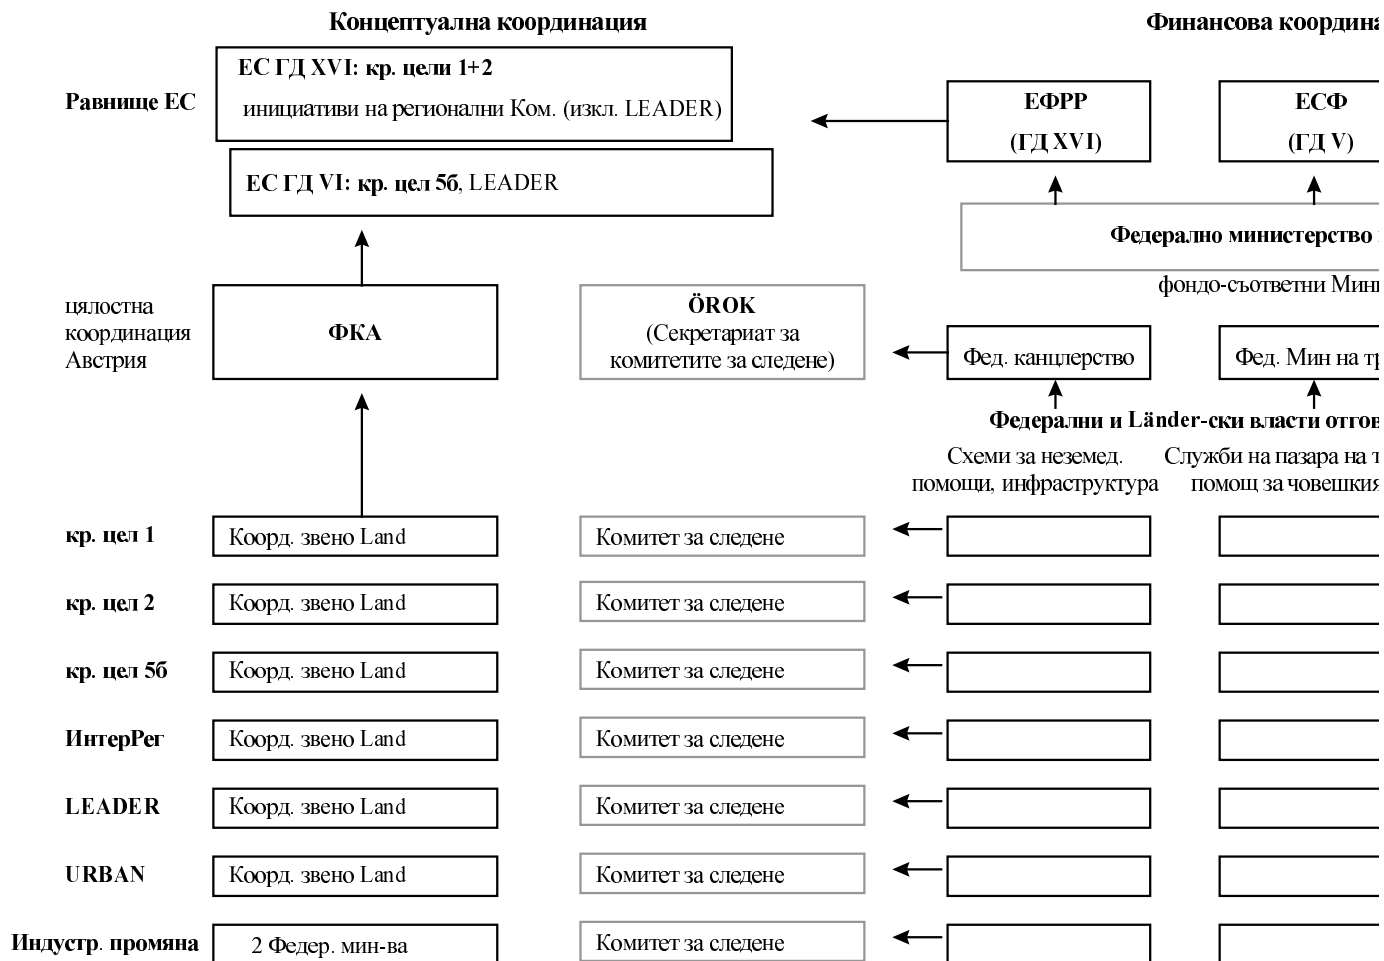 Концептуална координация
Финансова координа
Равнище ЕС
ЕС ГД XVI: кр. цели 1+2
инициативи на регионални Ком. (изкл. LEADER)
ЕС ГД VI: кр. цел 5б, LEADER
ЕФРР
(ГД XVI)
ЕСФ
(ГД V)
Федерално министерство
фондо-съответни Мини
цялостна
координация
Австрия
ФКА
ÖROK
(Секретариат за
комитетите за следене)
Фед. канцлерство
Фед. Мин на тр
Федерални и Länder-ски власти отгов
Схеми за неземед.
помощи, инфраструктура
Служби на пазара на т
помощ за човешкия
кр. цел 1
Коорд. звено Land
Комитет за следене
кр. цел 2
Коорд. звено Land
Комитет за следене
кр. цел 5б
Коорд. звено Land
Комитет за следене
ИнтерРег
Коорд. звено Land
Комитет за следене
LEADER
Коорд. звено Land
Комитет за следене
URBAN
Коорд. звено Land
Комитет за следене
Индустр. промяна
2 Федер. мин-ва
Комитет за следене